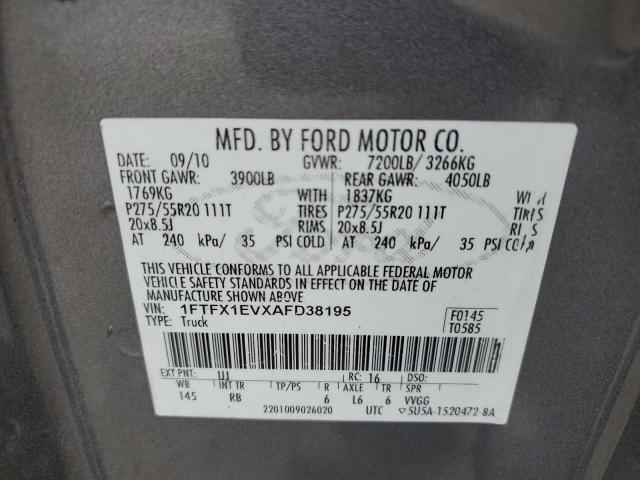 MFD. BY FORD MOTOR CO.
DATE: 09/10 GVWR: 7200LB/3266KG
FRONT GAWR: 3900LB REAR GAWR: 4050LB
1769KG WITH 1837KG
P275/55R20 111T TIRES P275/55R20 111T
20x8.5J RIMS 20x8.5J
AT 240 kPa/ 35 PSI COLD AT 240 kPa/ 35 PSI COLD
THIS VEHICLE CONFORMS TO ALL APPLICABLE FEDERAL MOTOR
VEHICLE SAFETY STANDARDS IN EFFECT ON THE DATE OF
MANUFACTURE SHOWN ABOVE.
VIN: 1FTFX1EVXAFD38195 F0145
TYPE: Truck T0585
EXT PNT: UJ RC: 16 DSO:
WB INT TR TP/PS R AXLE TR SPR
145 RB 6 L6 6 VVGG
2201009026020 UTC 5U5A-1520472-BA